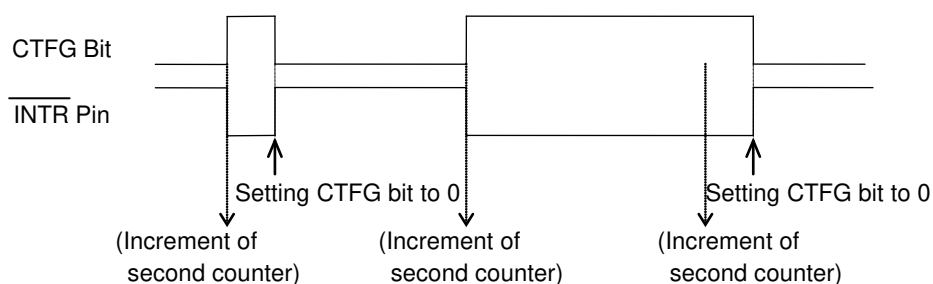 CTFG Bit
INTR Pin
Setting CTFG bit to 0
Setting CTFG bit to 0
(Increment of
second counter)
(Increment of
second counter)
(Increment of
second counter)